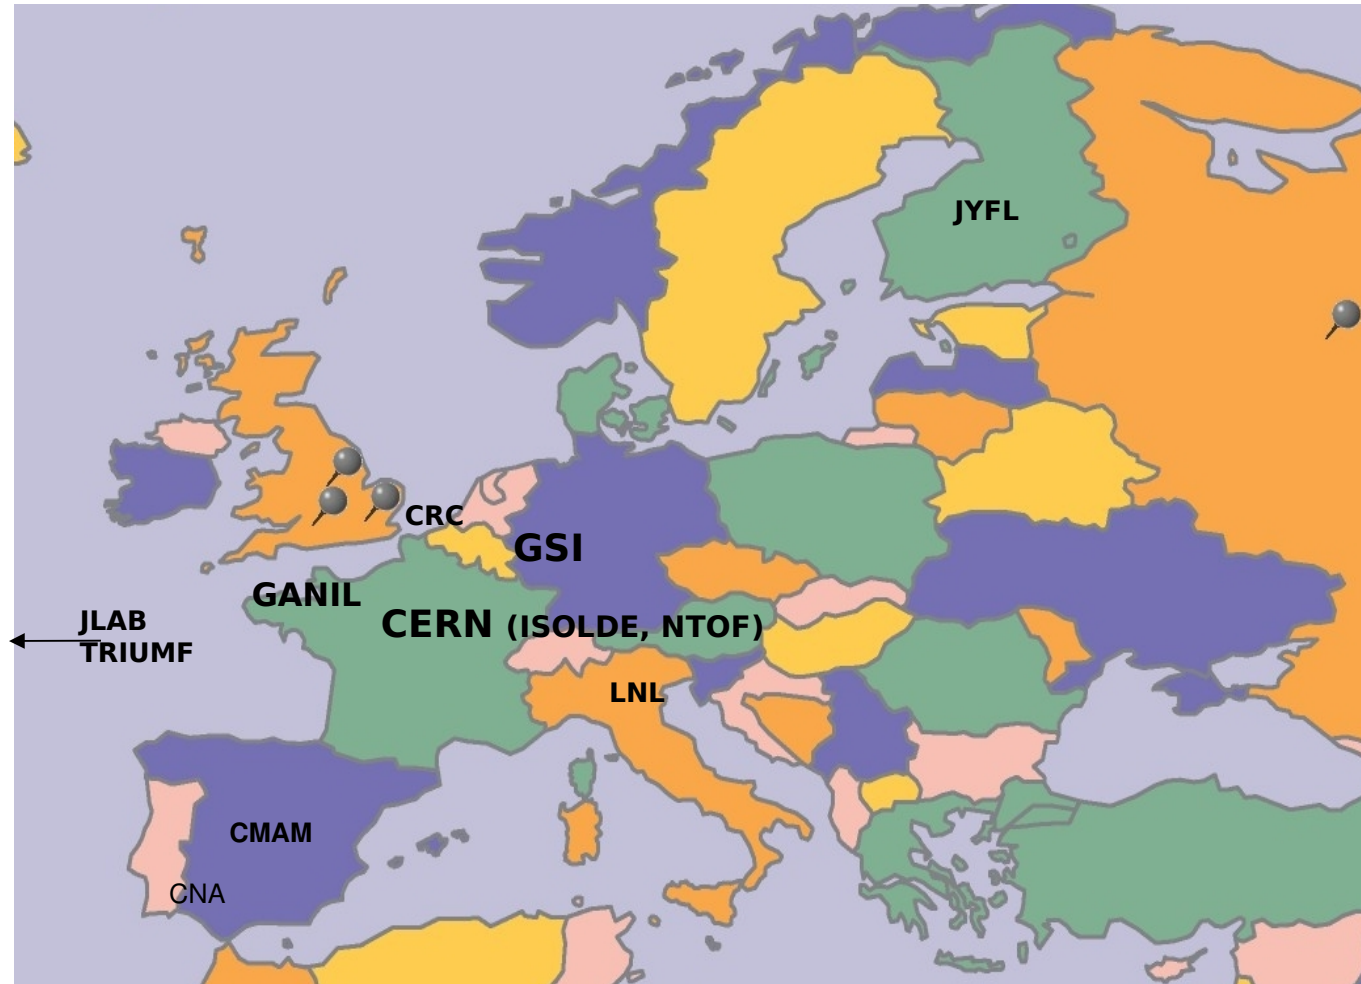 JYFL
CRC
GSI
GANIL
CERN (ISOLDE, NTOF)
JLAB
TRIUMF
LNL
CMAM
CNA